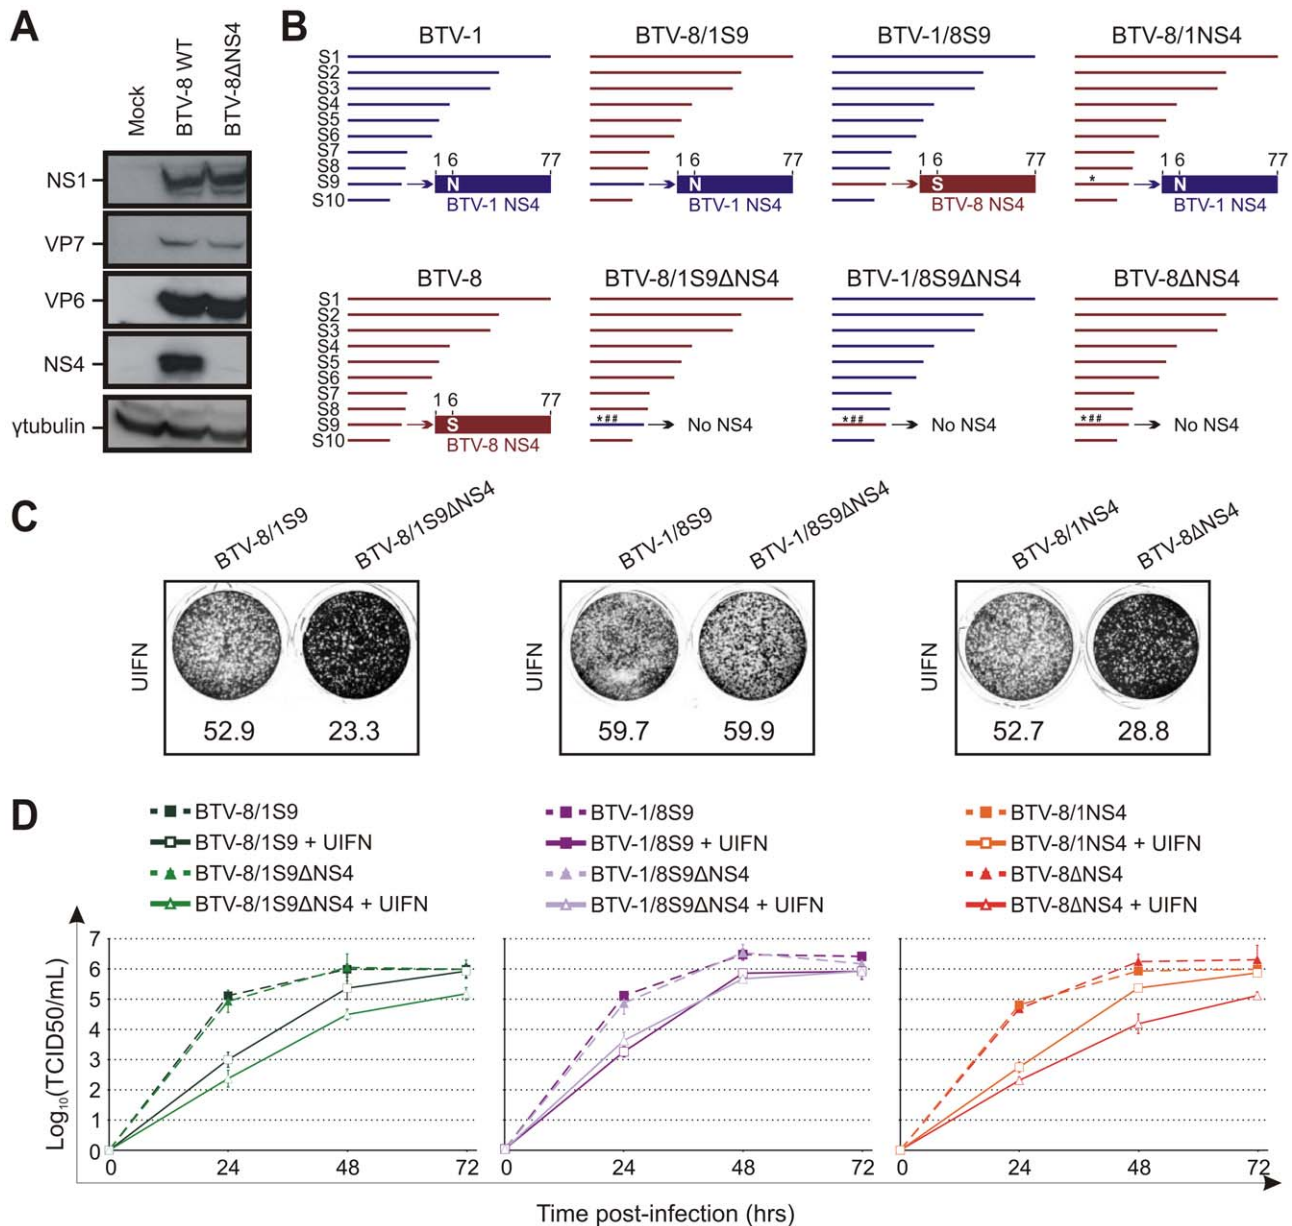 A
Mock
BTV-8 WT
BTV-8ΔNS4
NS1
VP7
VP6
NS4
γtubulin
B
BTV-1
S1
S2
S3
S4
S5
S6
S7
S8
S9
S10
1 6 77
N
BTV-1 NS4
BTV-8/1S9
1 6 77
N
BTV-1 NS4
BTV-1/8S9
1 6 77
S
BTV-8 NS4
BTV-8/1NS4
*
1 6 77
N
BTV-1 NS4
BTV-8
S1
S2
S3
S4
S5
S6
S7
S8
S9
S10
1 6 77
S
BTV-8 NS4
BTV-8/1S9ΔNS4
*##
No NS4
BTV-1/8S9ΔNS4
*##
No NS4
BTV-8ΔNS4
*##
No NS4
C
BTV-8/1S9
BTV-8/1S9ΔNS4
UIFN
52.9 23.3
BTV-1/8S9
BTV-1/8S9ΔNS4
UIFN
59.7 59.9
BTV-8/1NS4
BTV-8ΔNS4
UIFN
52.7 28.8
D
BTV-8/1S9
BTV-8/1S9 + UIFN
BTV-8/1S9ΔNS4
BTV-8/1S9ΔNS4 + UIFN
BTV-1/8S9
BTV-1/8S9 + UIFN
BTV-1/8S9ΔNS4
BTV-1/8S9ΔNS4 + UIFN
BTV-8/1NS4
BTV-8/1NS4 + UIFN
BTV-8ΔNS4
BTV-8ΔNS4 + UIFN
Log₁₀(TCID50/mL)
7
6
5
4
3
2
1
0
0 24 48 72
0 24 48 72
0 24 48 72
Time post-infection (hrs)